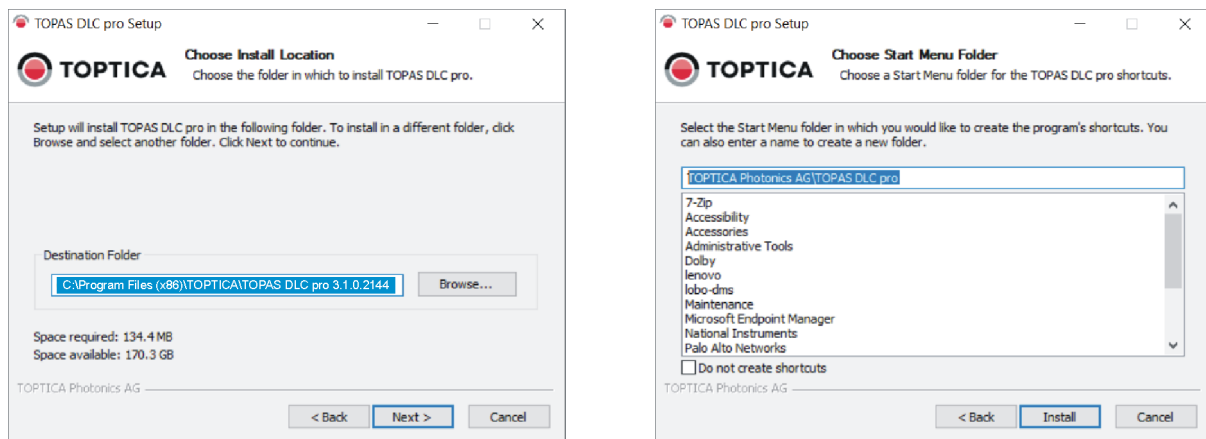 TOPAS DLC pro Setup
TOPTICA
Choose Install Location
Choose the folder in which to install TOPAS DLC pro.
Setup will install TOPAS DLC pro in the following folder. To install in a different folder, click
Browse and select another folder. Click Next to continue.
Destination Folder
C:\Program Files (x86)\TOPTICA\TOPAS DLC pro 3.1.0.2144
Browse...
Space required: 134.4 MB
Space available: 170.3 GB
TOPTICA Photonics AG
< Back
Next >
Cancel
TOPAS DLC pro Setup
TOPTICA
Choose Start Menu Folder
Choose a Start Menu folder for the TOPAS DLC pro shortcuts.
Select the Start Menu folder in which you would like to create the program's shortcuts. You
can also enter a name to create a new folder.
TOPTICA Photonics AG\TOPAS DLC pro
7-Zip
Accessibility
Accessories
Administrative Tools
Dolby
lenovo
lobo-dms
Maintenance
Microsoft Endpoint Manager
National Instruments
Palo Alto Networks
Do not create shortcuts
TOPTICA Photonics AG
< Back
Install
Cancel